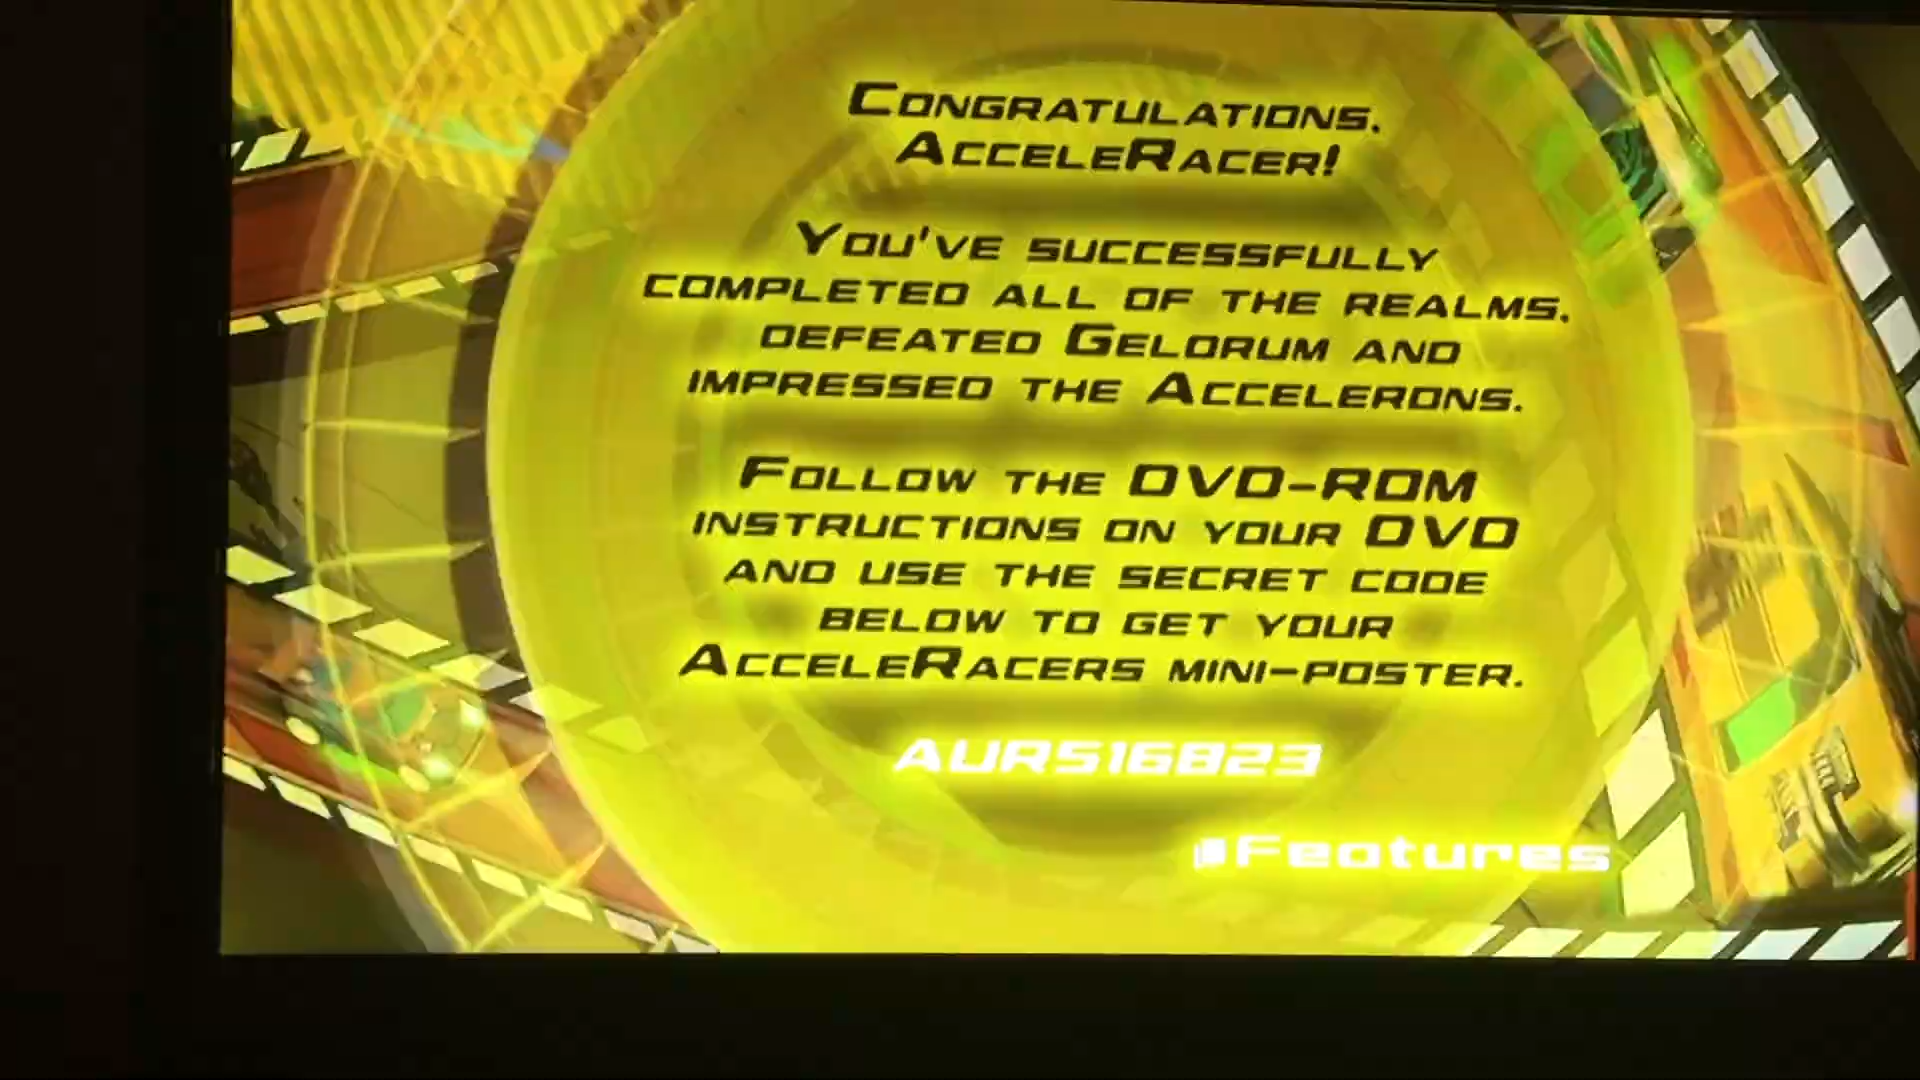 Congratulations,
AcceleRacer!
You've successfully
completed all of the realms,
defeated Gelorum and
impressed the Accelerons.
Follow the DVD-ROM
instructions on your DVD
and use the secret code
below to get your
AcceleRacers mini-poster.
AUR516823
Features